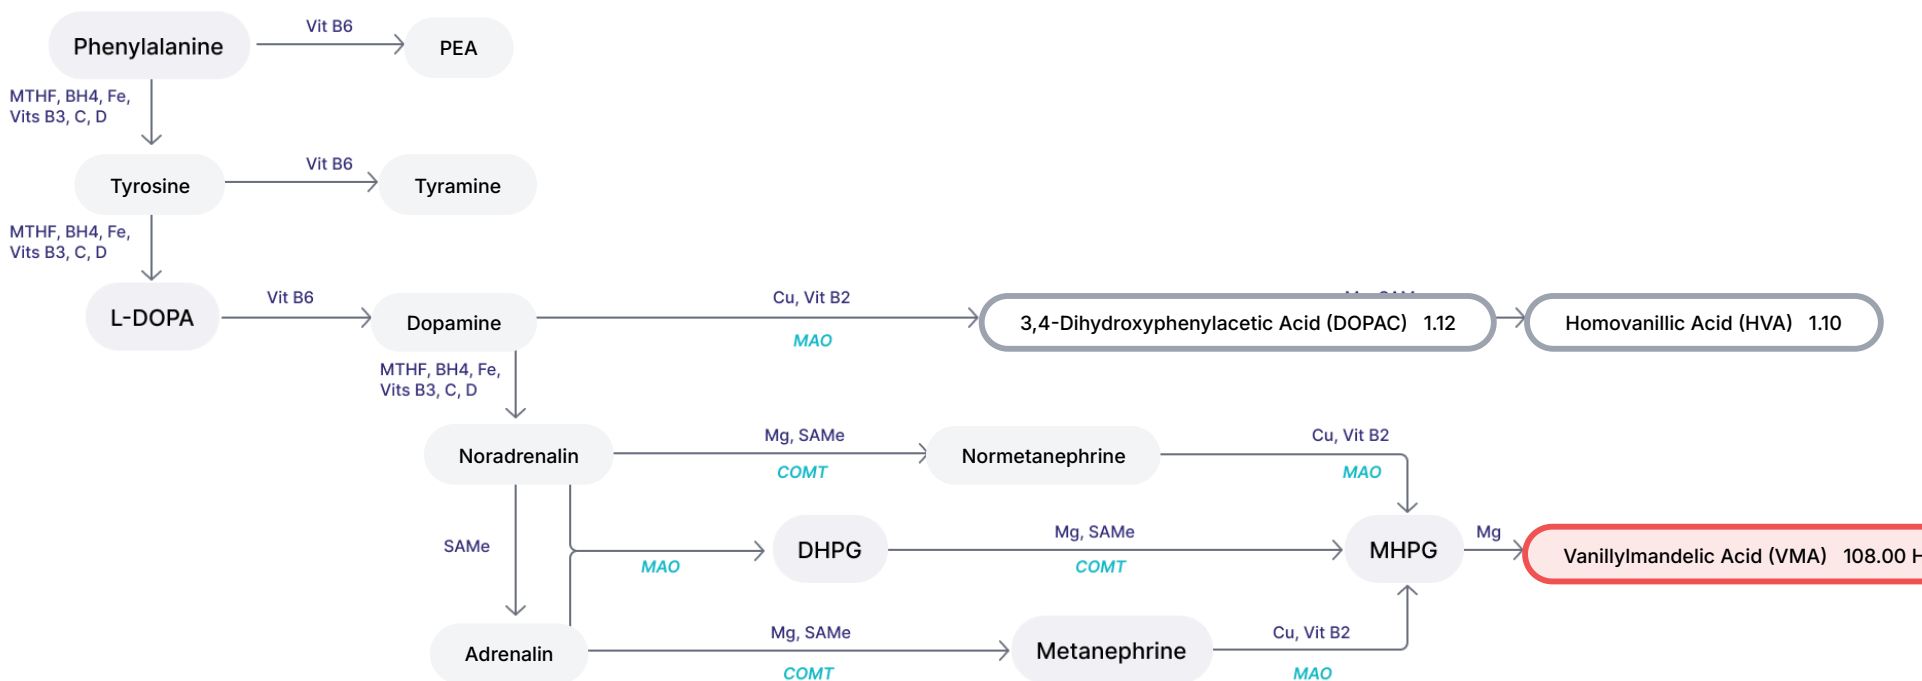 Vit B6
Phenylalanine
PEA
MTHF, BH4, Fe,
Vits B3, C, D
Vit B6
Tyrosine
Tyramine
MTHF, BH4, Fe,
Vits B3, C, D
Vit B6
Cu, Vit B2
L-DOPA
Dopamine
3,4-Dihydroxyphenylacetic Acid (DOPAC) 1.12
Homovanillic Acid (HVA) 1.10
MAO
MTHF, BH4, Fe,
Vits B3, C, D
Mg, SAMe
Cu, Vit B2
Noradrenalin
Normetanephrine
COMT
MAO
SAMe
Mg, SAMe
Mg
DHPG
MHPG
Vanillylmandelic Acid (VMA) 108.00 H
MAO
COMT
Mg, SAMe
Cu, Vit B2
Adrenalin
Metanephrine
COMT
MAO